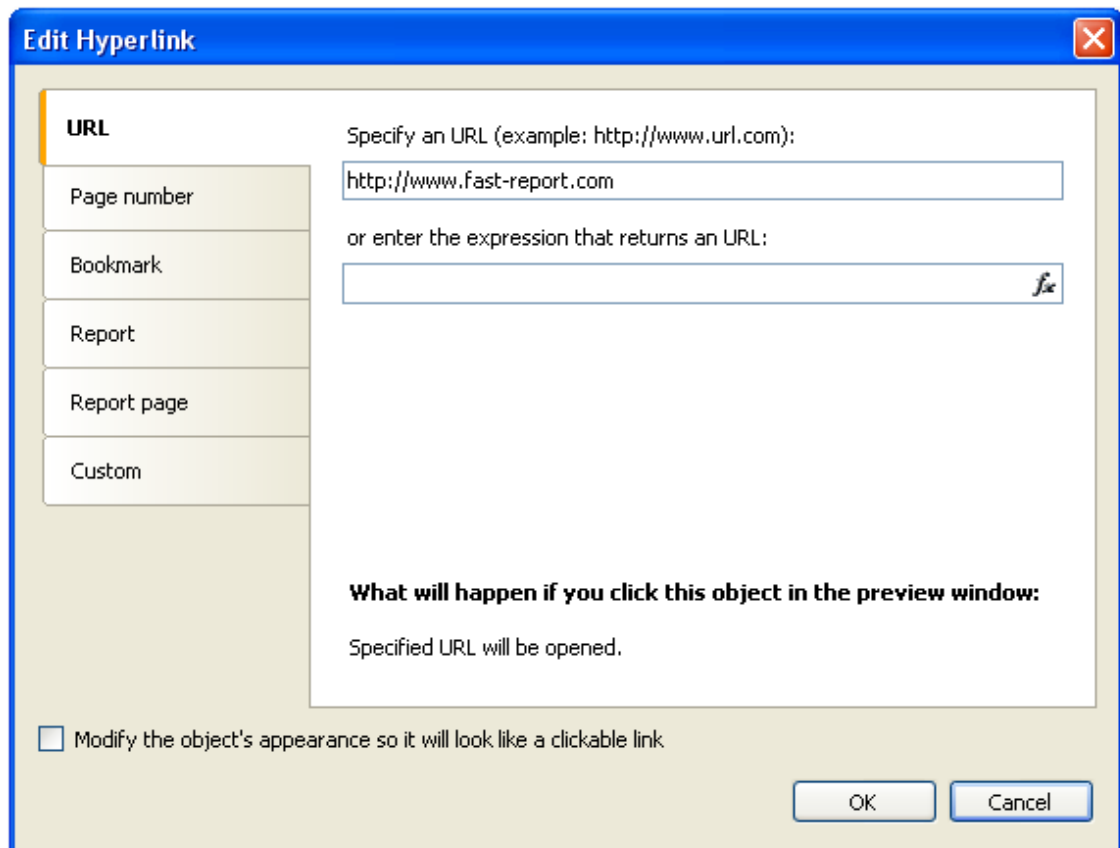 Edit Hyperlink
URL
Page number
Bookmark
Report
Report page
Custom
Specify an URL (example: http://www.url.com):
http://www.fast-report.com
or enter the expression that returns an URL:
fx
What will happen if you click this object in the preview window:
Specified URL will be opened.
Modify the object's appearance so it will look like a clickable link
OK
Cancel